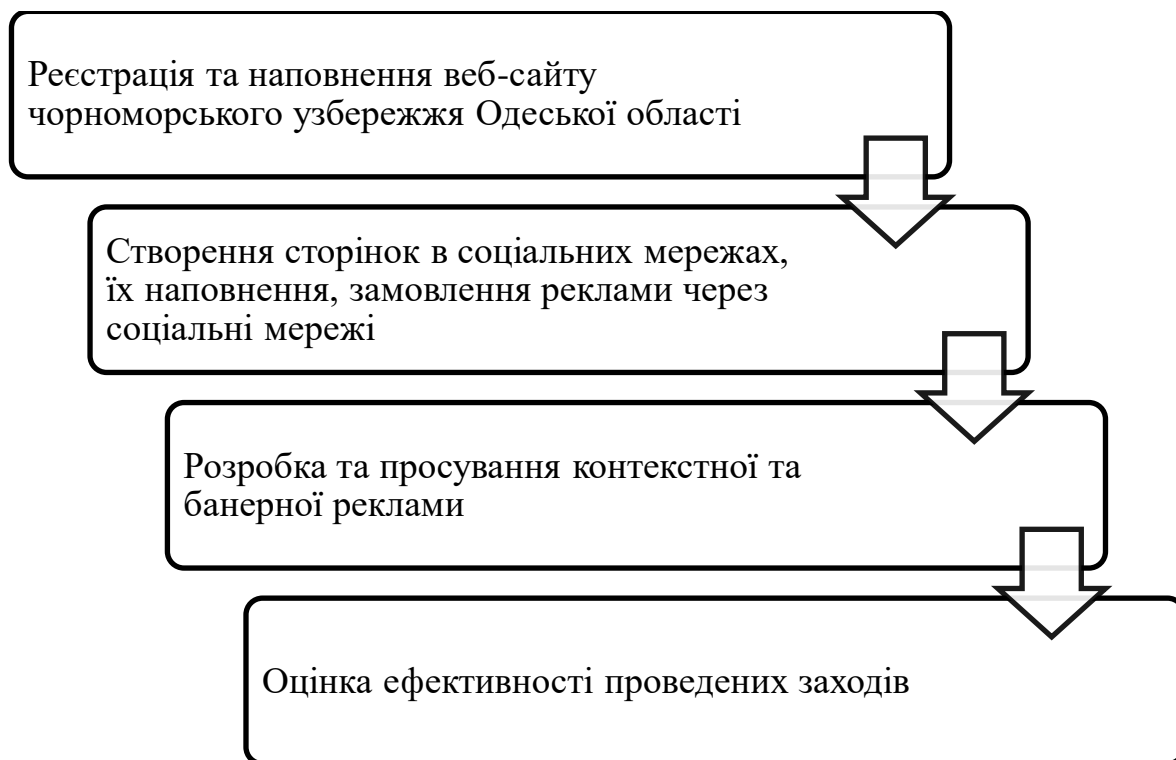 Реєстрація та наповнення веб-сайту
чорноморського узбережжя Одеської області
Створення сторінок в соціальних мережах,
їх наповнення, замовлення реклами через
соціальні мережі
Розробка та просування контекстної та
банерної реклами
Оцінка ефективності проведених заходів